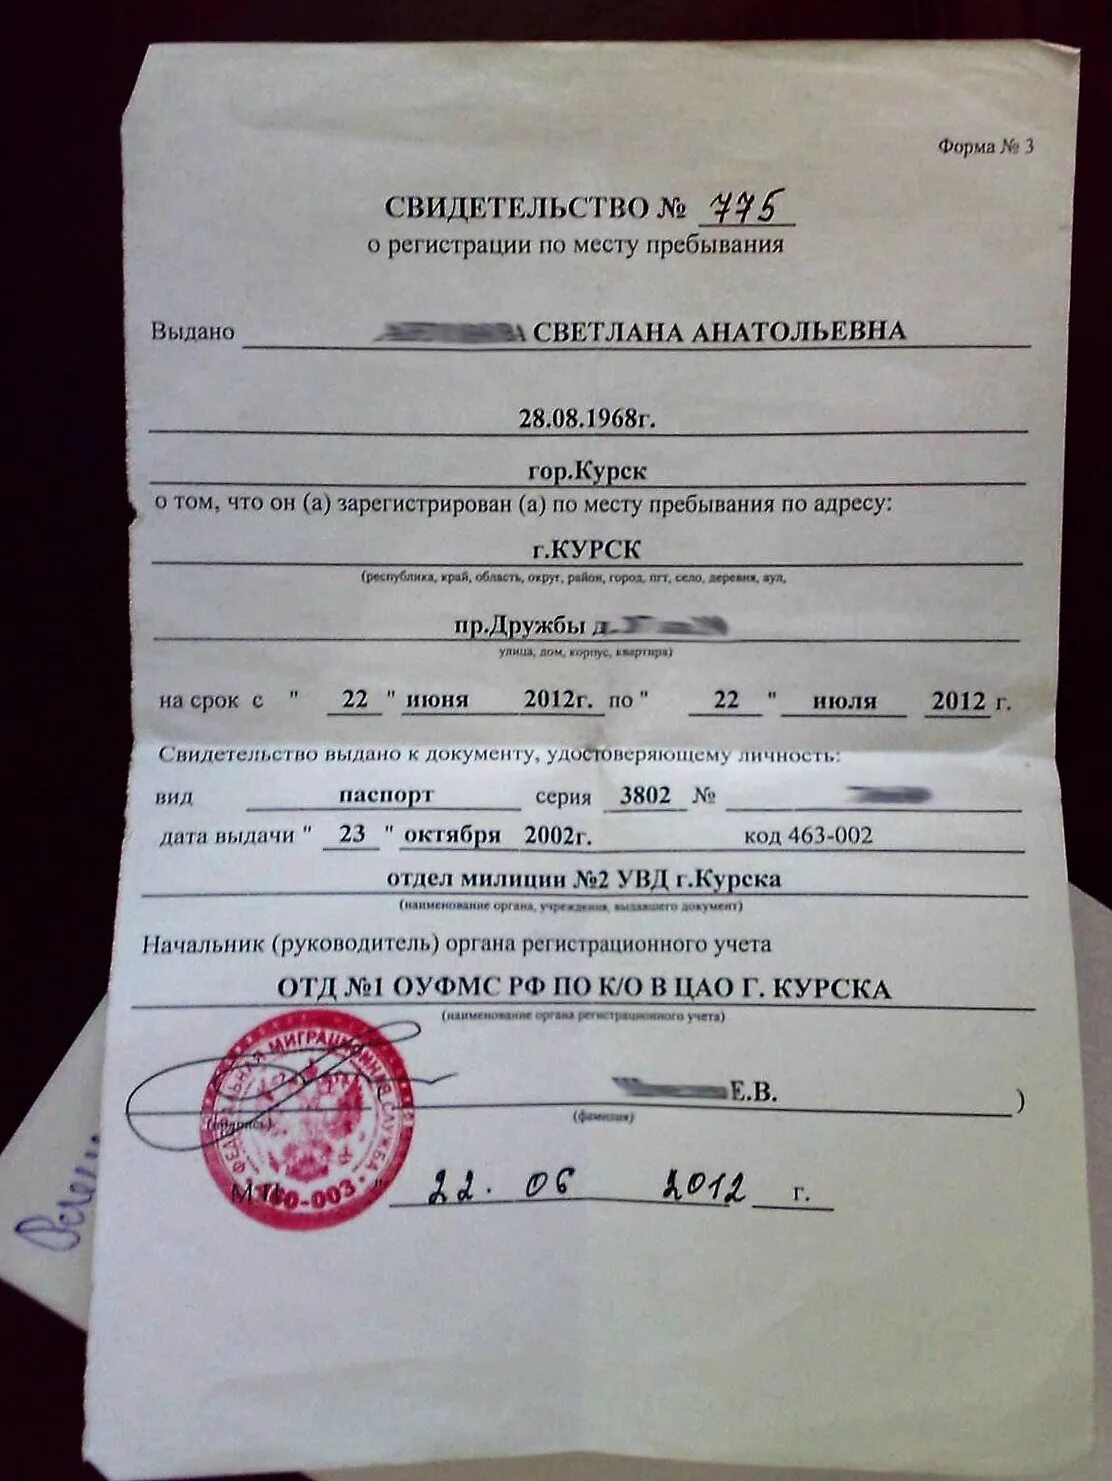 Форма № 3
СВИДЕТЕЛЬСТВО № 775
о регистрации по месту пребывания
Выдано СВЕТЛАНА АНАТОЛЬЕВНА
28.08.1968г.
гор.Курск
о том, что он (а) зарегистрирован (а) по месту пребывания по адресу:
г.КУРСК
(республика, край, область, округ, район, город, пгт, село, деревня, аул,
пр.Дружбы д.
улица, дом, корпус, квартира)
на срок с " 22 " июня 2012г. по " 22 " июля 2012 г.
Свидетельство выдано к документу, удостоверяющему личность:
вид паспорт серия 3802 №
дата выдачи " 23 " октября 2002г. код 463-002
отдел милиции №2 УВД г.Курска
(наименование органа, учреждения, выдавшего документ)
Начальник (руководитель) органа регистрационного учета
ОТД №1 ОУФМС РФ ПО К/О В ЦАО Г. КУРСКА
(наименование органа регистрационного учета)
ФЕДЕРАЛЬНАЯ МИГРАЦИОННАЯ СЛУЖБА
Е.В. )
(подпись) (фамилия)
М.П. " 22. 06 2012 г.